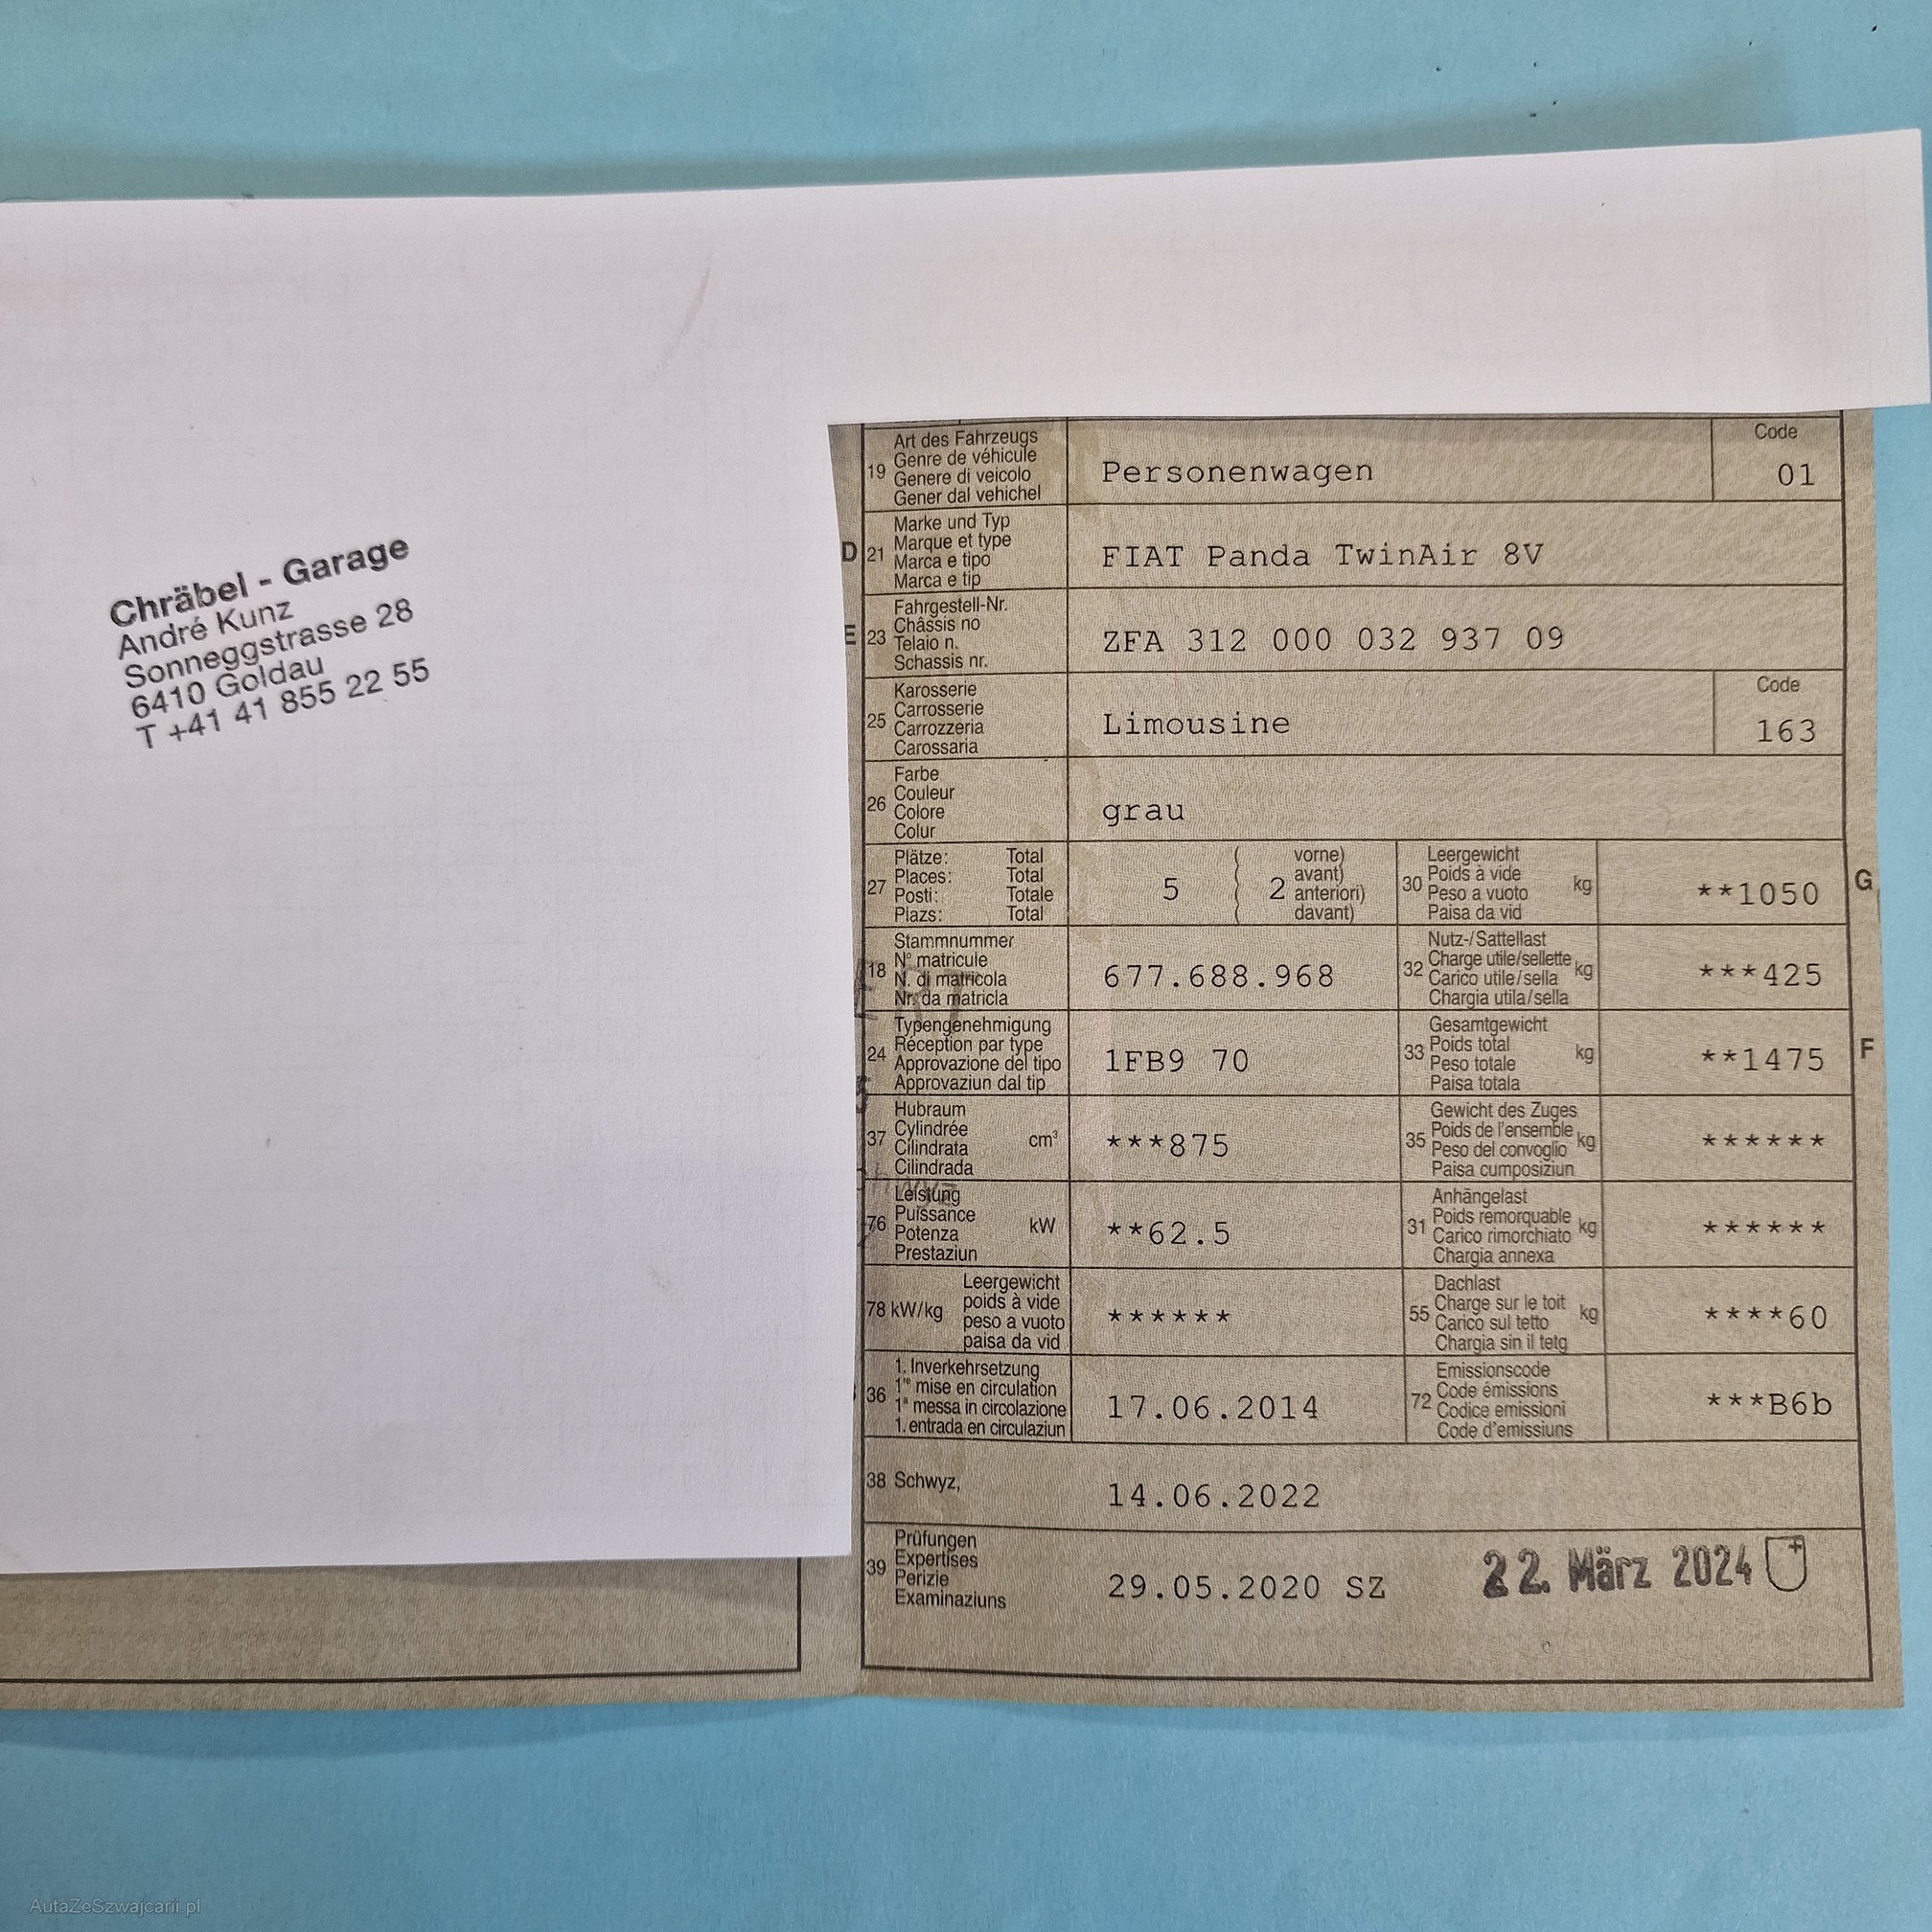 Chräbel - Garage
André Kunz
Sonneggstrasse 28
6410 Goldau
T +41 41 855 22 55
19 Art des Fahrzeugs
Genre de véhicule
Genere di veicolo
Gener dal vehichel
Personenwagen
Code
01
D 21 Marke und Typ
Marque et type
Marca e tipo
Marca e tip
FIAT Panda TwinAir 8V
E 23 Fahrgestell-Nr.
Châssis no
Telaio n.
Schassis nr.
ZFA 312 000 032 937 09
25 Karosserie
Carrosserie
Carrozzeria
Carossaria
Limousine
Code
163
26 Farbe
Couleur
Colore
Colur
grau
27 Plätze: Total
Places: Total
Posti: Totale
Plazs: Total
5 ( 2 vorne)
avant)
anteriori)
davant)
30 Leergewicht
Poids à vide
Peso a vuoto
Paisa da vid
kg
**1050
G
18 Stammnummer
N° matricule
N. di matricola
Nr. da matricla
677.688.968
32 Nutz-/Sattellast
Charge utile/sellette
Carico utile/sella
Chargia utila/sella
kg
***425
24 Typengenehmigung
Réception par type
Approvazione del tipo
Approvaziun dal tip
1FB9 70
33 Gesamtgewicht
Poids total
Peso totale
Paisa totala
kg
**1475
F
37 Hubraum
Cylindrée
Cilindrata
Cilindrada
cm³
***875
35 Gewicht des Zuges
Poids de l'ensemble
Peso del convoglio
Paisa cumposiziun
kg
******
76 Leistung
Puissance
Potenza
Prestaziun
kW
**62.5
31 Anhängelast
Poids remorquable
Carico rimorchiato
Chargia annexa
kg
******
78 kW/kg
Leergewicht
poids à vide
peso a vuoto
paisa da vid
******
55 Dachlast
Charge sur le toit
Carico sul tetto
Chargia sin il tetg
kg
****60
36 1. Inverkehrsetzung
1re mise en circulation
1a messa in circolazione
1. entrada en circulaziun
17.06.2014
72 Emissionscode
Code émissions
Codice emissioni
Code d'emissiuns
***B6b
38 Schwyz,
14.06.2022
39 Prüfungen
Expertises
Perizie
Examinaziuns
29.05.2020 SZ
22. März 2024
AutaZeSzwajcarii.pl